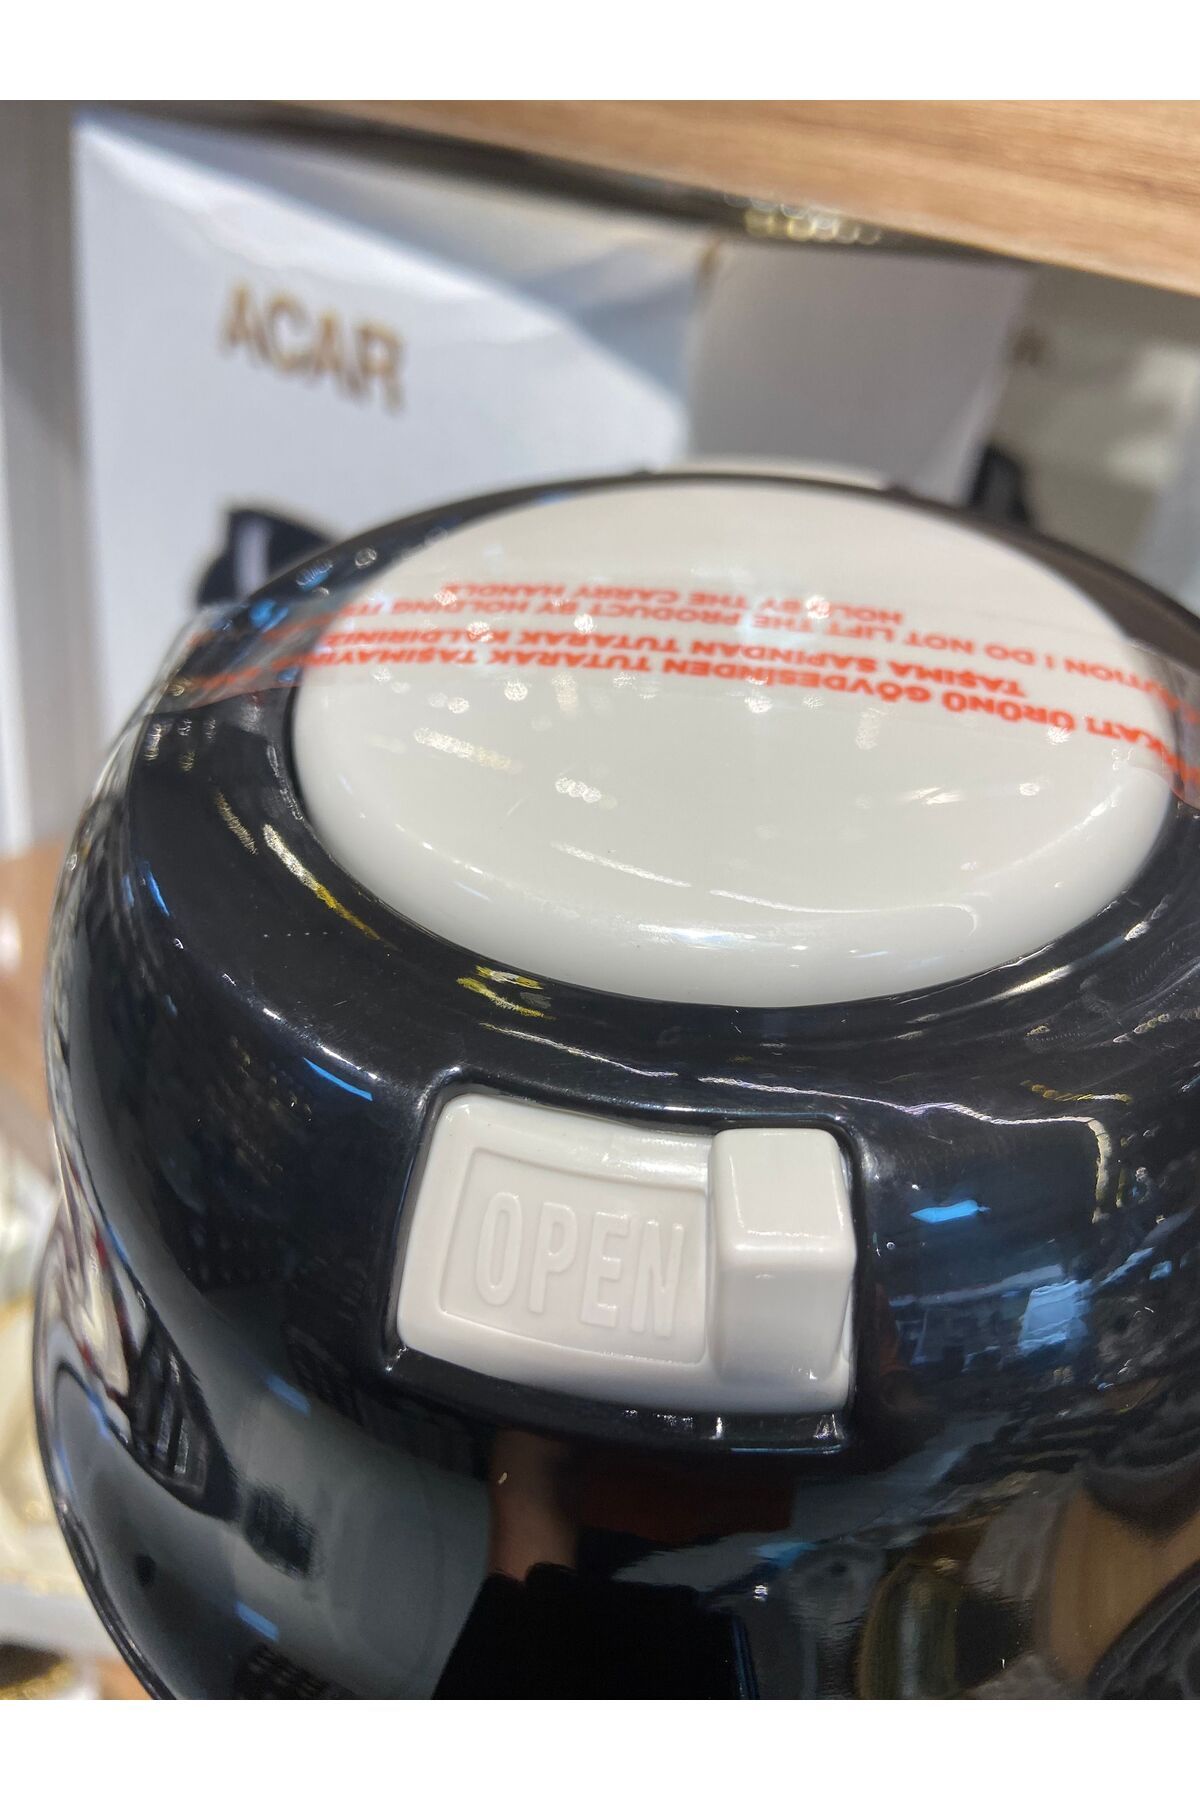 ACAR
DİKKAT! ÜRÜNÜ GÖVDESİNDEN TUTARAK TAŞIMAYINIZ
TAŞIMA SAPINDAN TUTARAK KALDIRINIZ
CAUTION ! DO NOT LIFT THE PRODUCT BY HOLDING ITS
HOLD BY THE CARRY HANDLE
OPEN